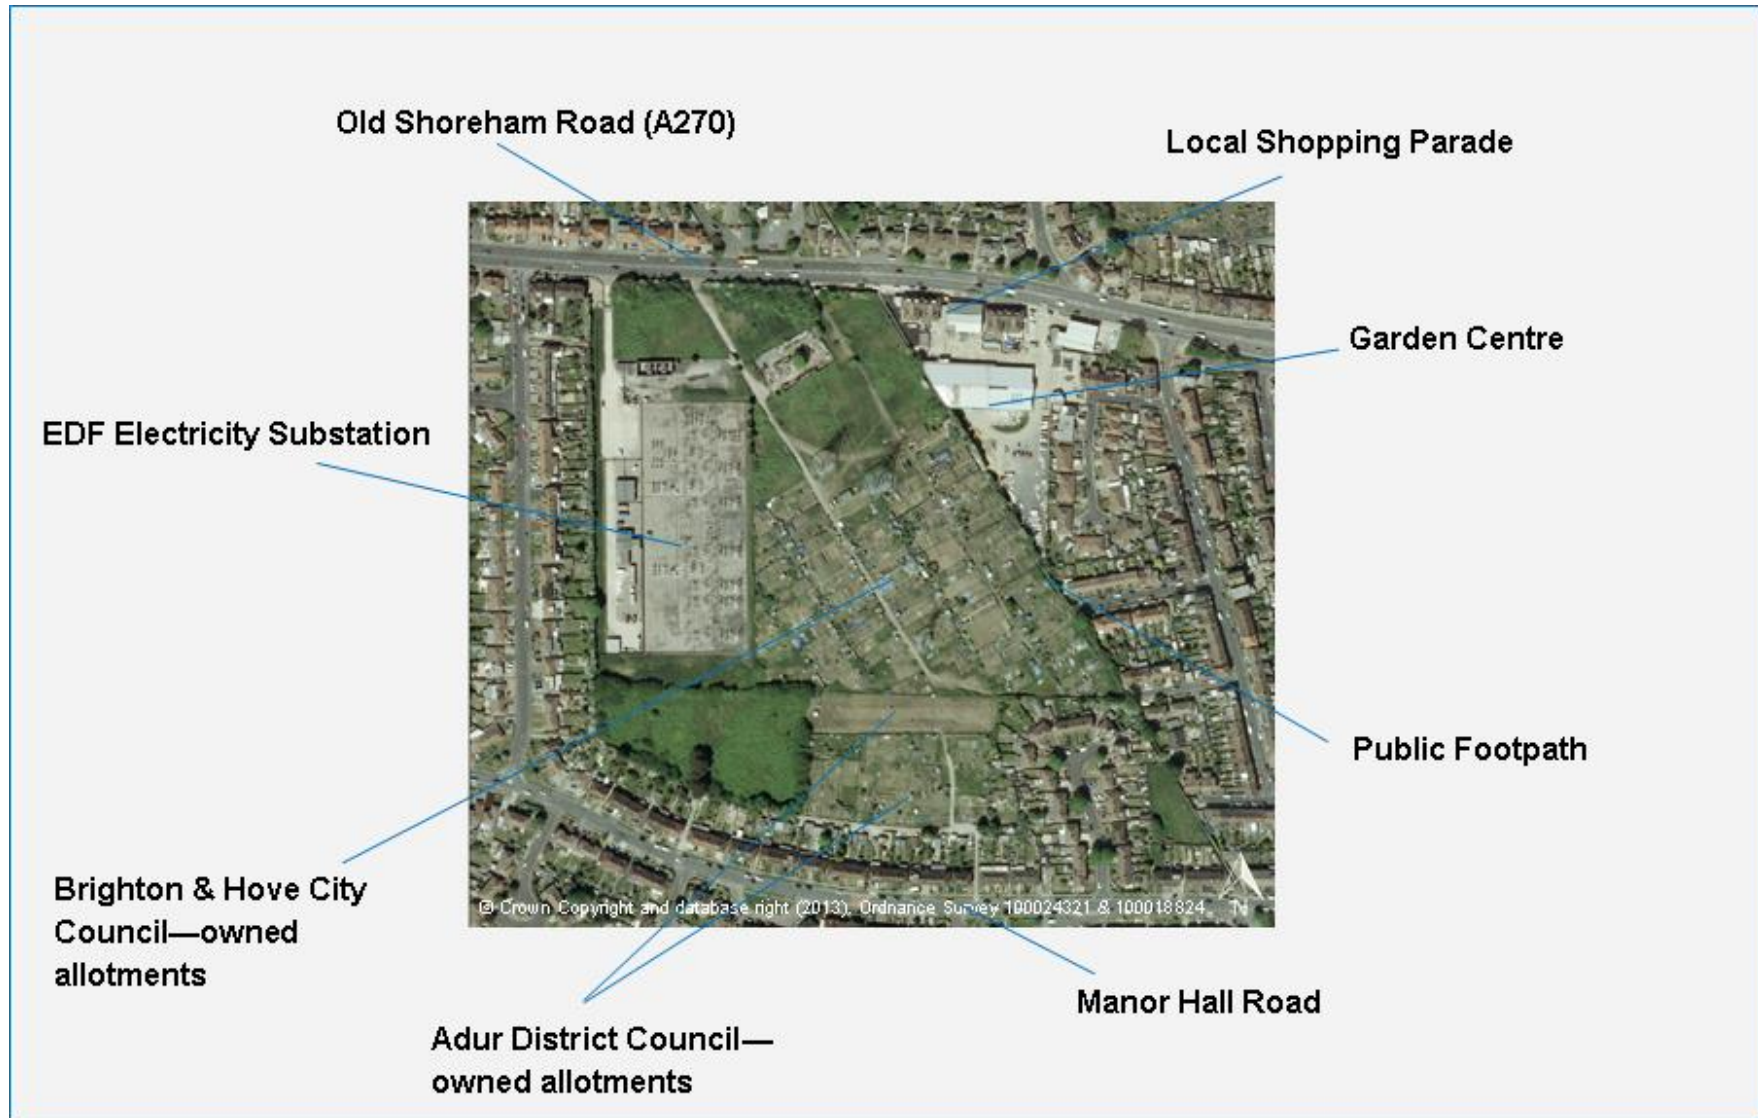 Old Shoreham Road (A270)
Local Shopping Parade
Garden Centre
EDF Electricity Substation
Public Footpath
Brighton & Hove City
Council—owned
allotments
© Crown Copyright and database right (2013), Ordnance Survey 100024321 & 100018824
Manor Hall Road
Adur District Council—
owned allotments